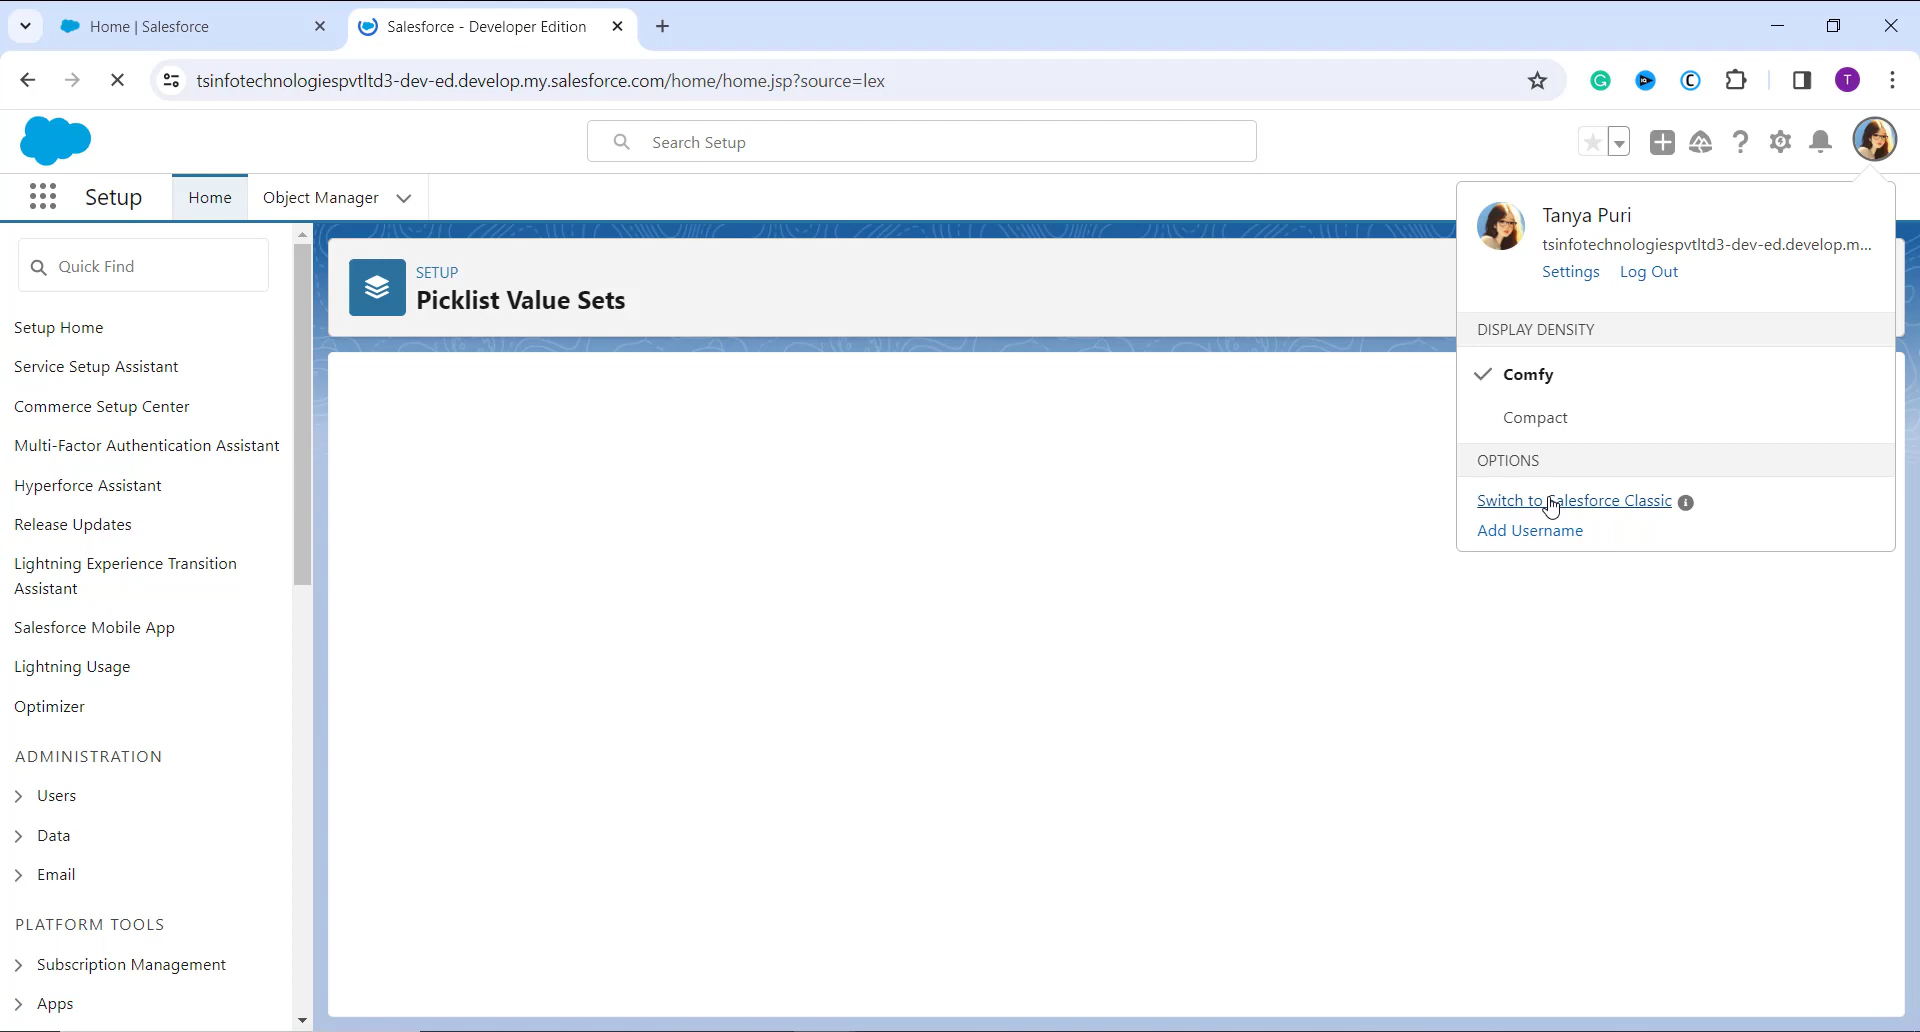 Home | Salesforce
Salesforce - Developer Edition
tsinfotechnologiespvtltd3-dev-ed.develop.my.salesforce.com/home/home.jsp?source=lex
T
Search Setup
Setup
Home
Object Manager
Quick Find
Setup Home
Service Setup Assistant
Commerce Setup Center
Multi-Factor Authentication Assistant
Hyperforce Assistant
Release Updates
Lightning Experience Transition
Assistant
Salesforce Mobile App
Lightning Usage
Optimizer
ADMINISTRATION
Users
Data
Email
PLATFORM TOOLS
Subscription Management
Apps
SETUP
Picklist Value Sets
Tanya Puri
tsinfotechnologiespvtltd3-dev-ed.develop.m...
Settings Log Out
DISPLAY DENSITY
Comfy
Compact
OPTIONS
Switch to Salesforce Classic
Add Username